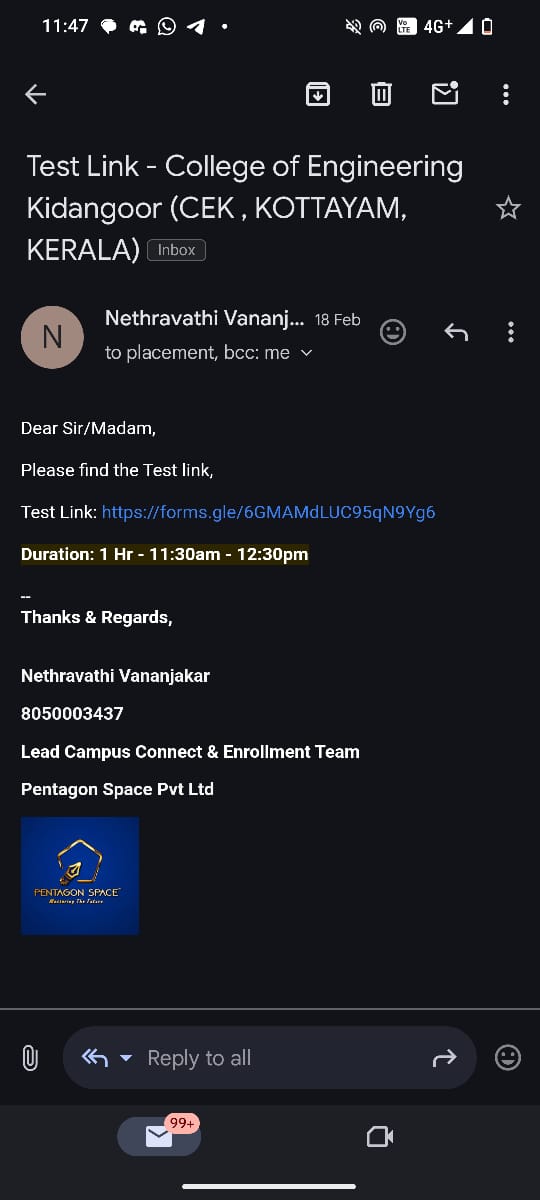 11:47
Vo LTE 4G+
Test Link - College of Engineering
Kidangoor (CEK , KOTTAYAM,
KERALA) Inbox
N
Nethravathi Vananj... 18 Feb
to placement, bcc: me
Dear Sir/Madam,
Please find the Test link,
Test Link: https://forms.gle/6GMAMdLUC95qN9Yg6
Duration: 1 Hr - 11:30am - 12:30pm
--
Thanks & Regards,
Nethravathi Vananjakar
8050003437
Lead Campus Connect & Enrollment Team
Pentagon Space Pvt Ltd
PENTAGON SPACE
Mastering The Future
Reply to all
99+